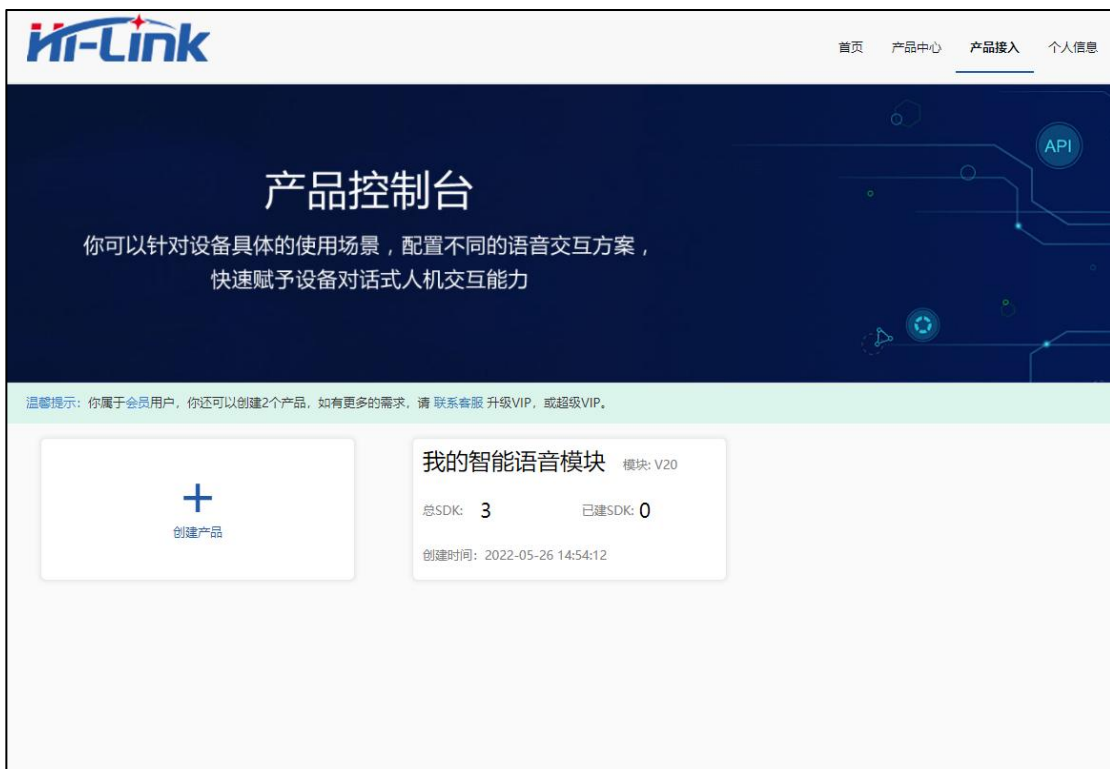 Hi-Link
首页 产品中心 产品接入 个人信息
API
产品控制台
你可以针对设备具体的使用场景，配置不同的语音交互方案，
快速赋予设备对话式人机交互能力
温馨提示：你属于会员用户，你还可以创建2个产品，如有更多的需求，请 联系客服 升级VIP，或超级VIP。
创建产品
我的智能语音模块 模块: V20
总SDK: 3 已建SDK: 0
创建时间：2022-05-26 14:54:12